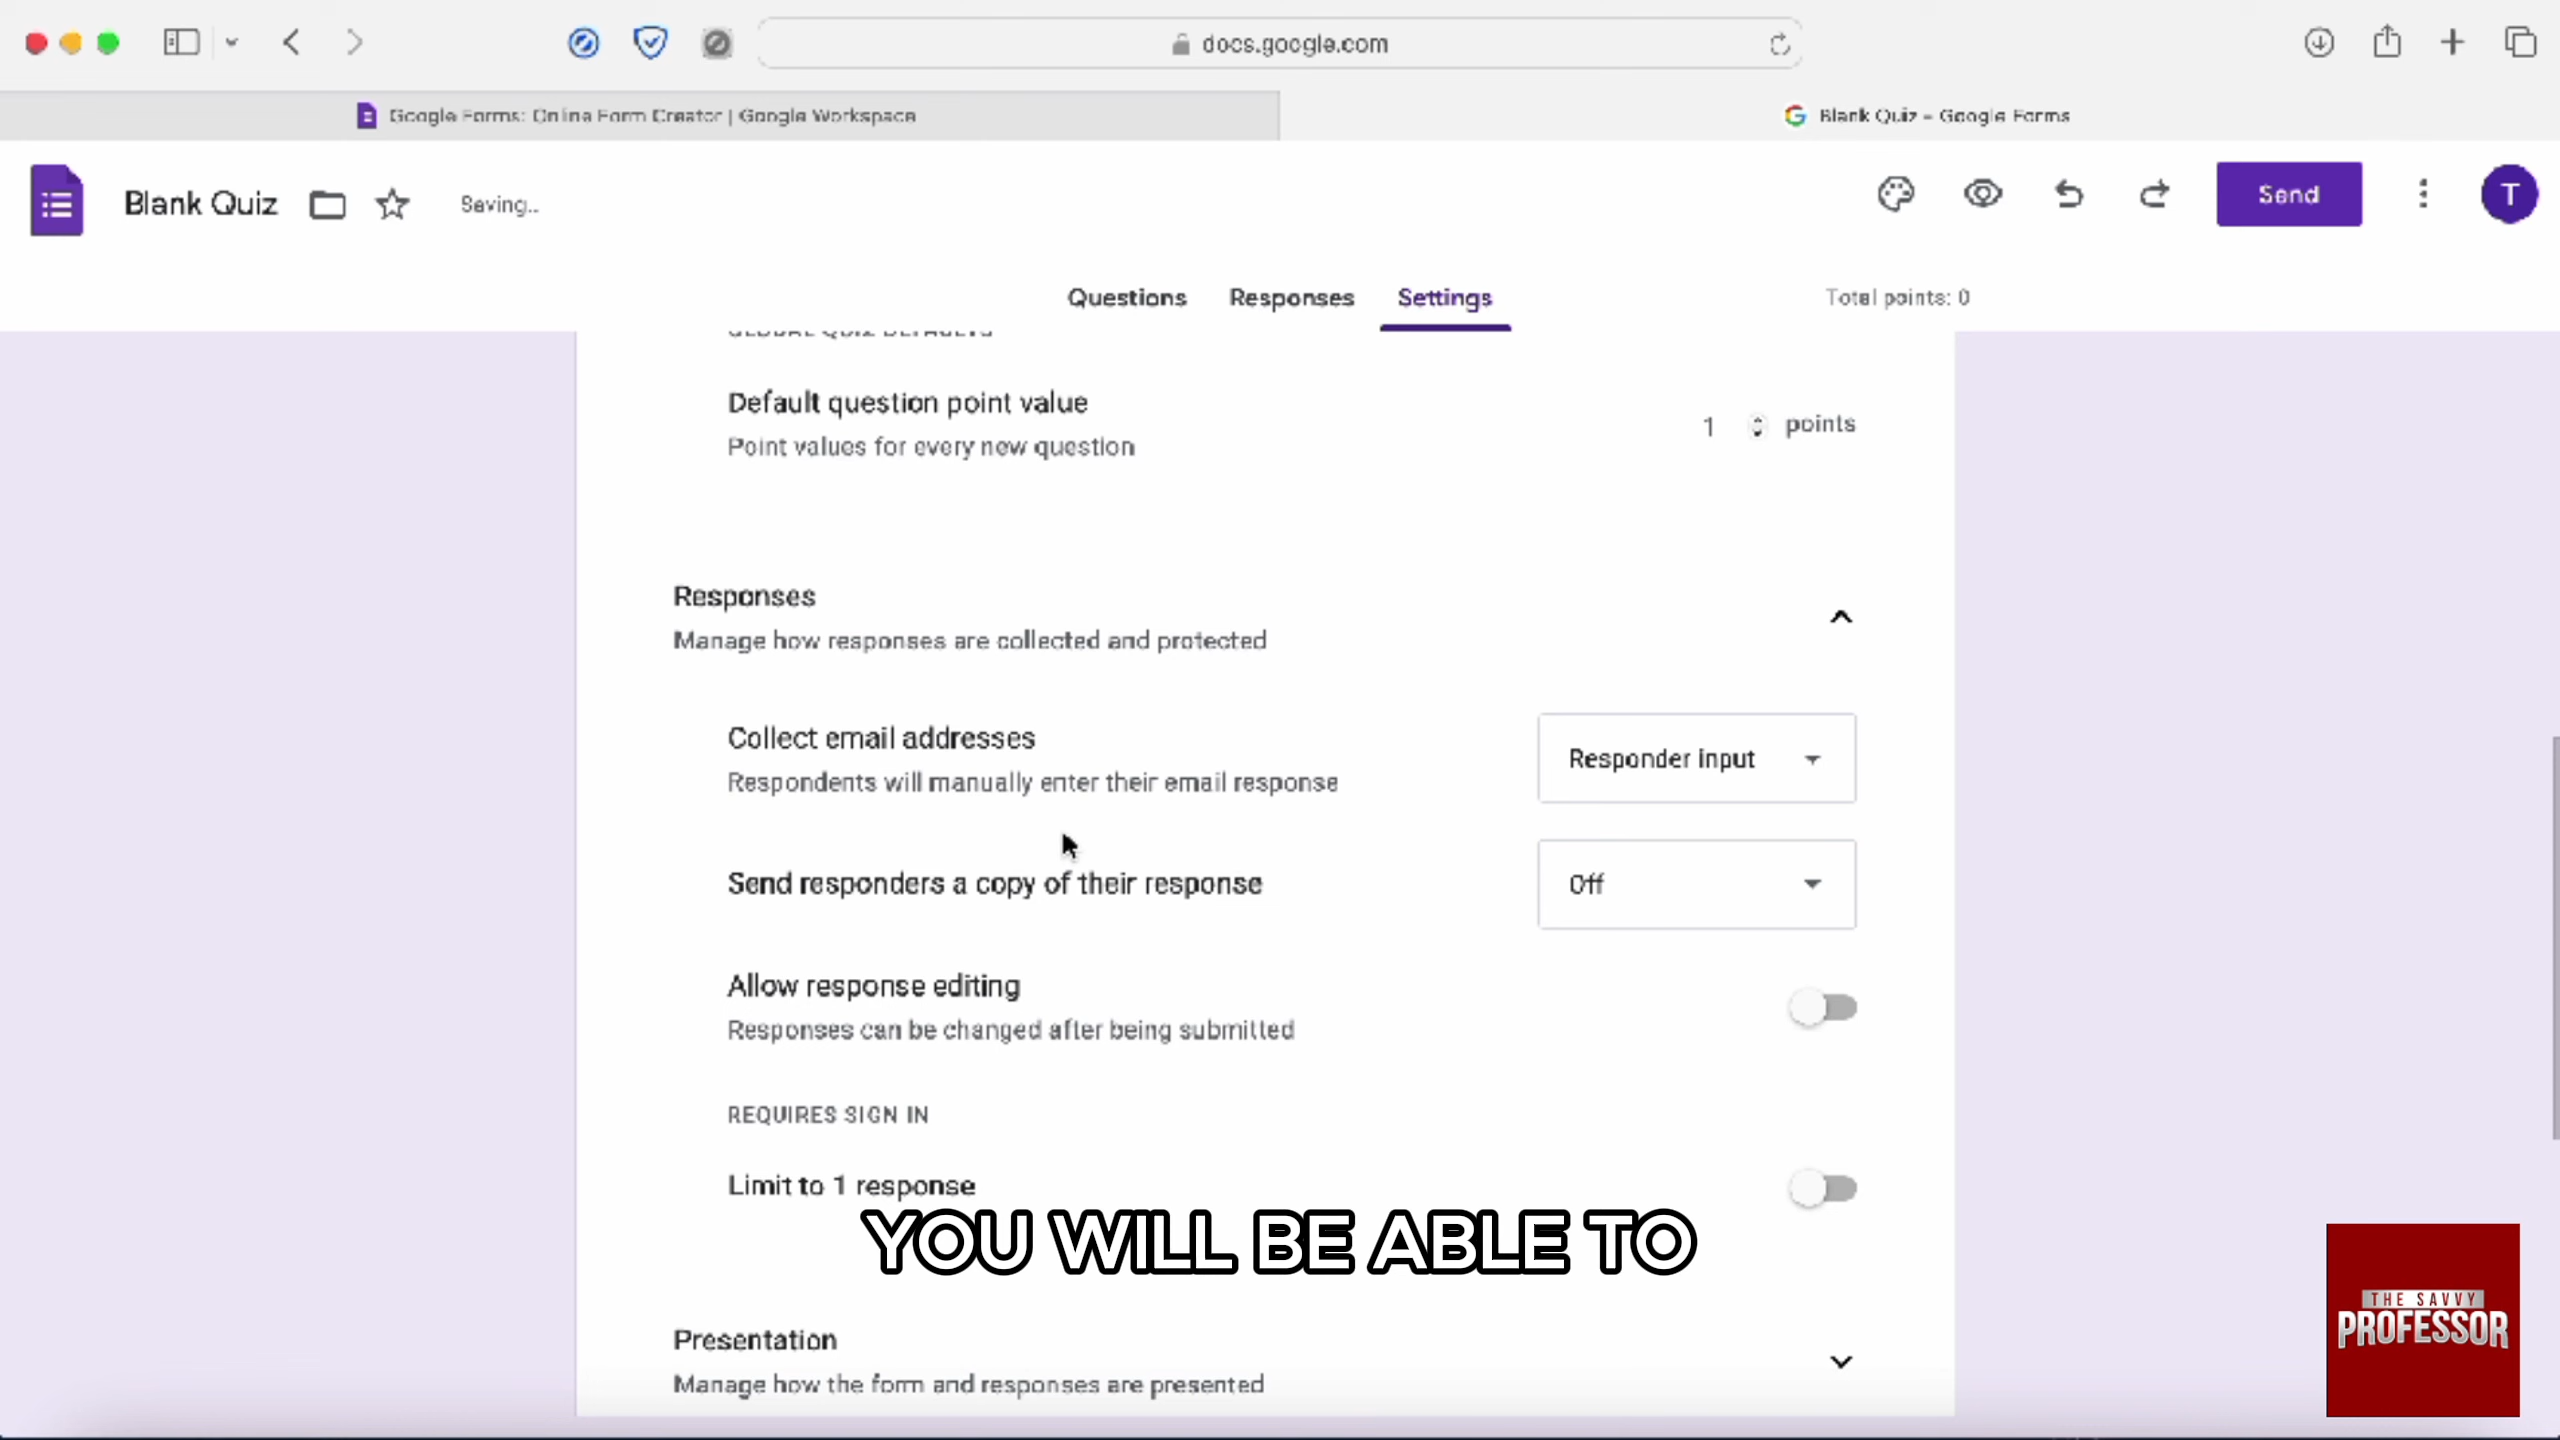 docs.google.com
Google Forms: Online Form Creator | Google Workspace
Blank Quiz - Google Forms
Blank Quiz
Saving..
Send
T
Questions
Responses
Settings
Total points: 0
GLOBAL QUIZ DEFAULTS
Default question point value
Point values for every new question
1
points
Responses
Manage how responses are collected and protected
Collect email addresses
Respondents will manually enter their email response
Responder input
Send responders a copy of their response
Off
Allow response editing
Responses can be changed after being submitted
REQUIRES SIGN IN
Limit to 1 response
YOU WILL BE ABLE TO
Presentation
Manage how the form and responses are presented
THE SAVVY
PROFESSOR